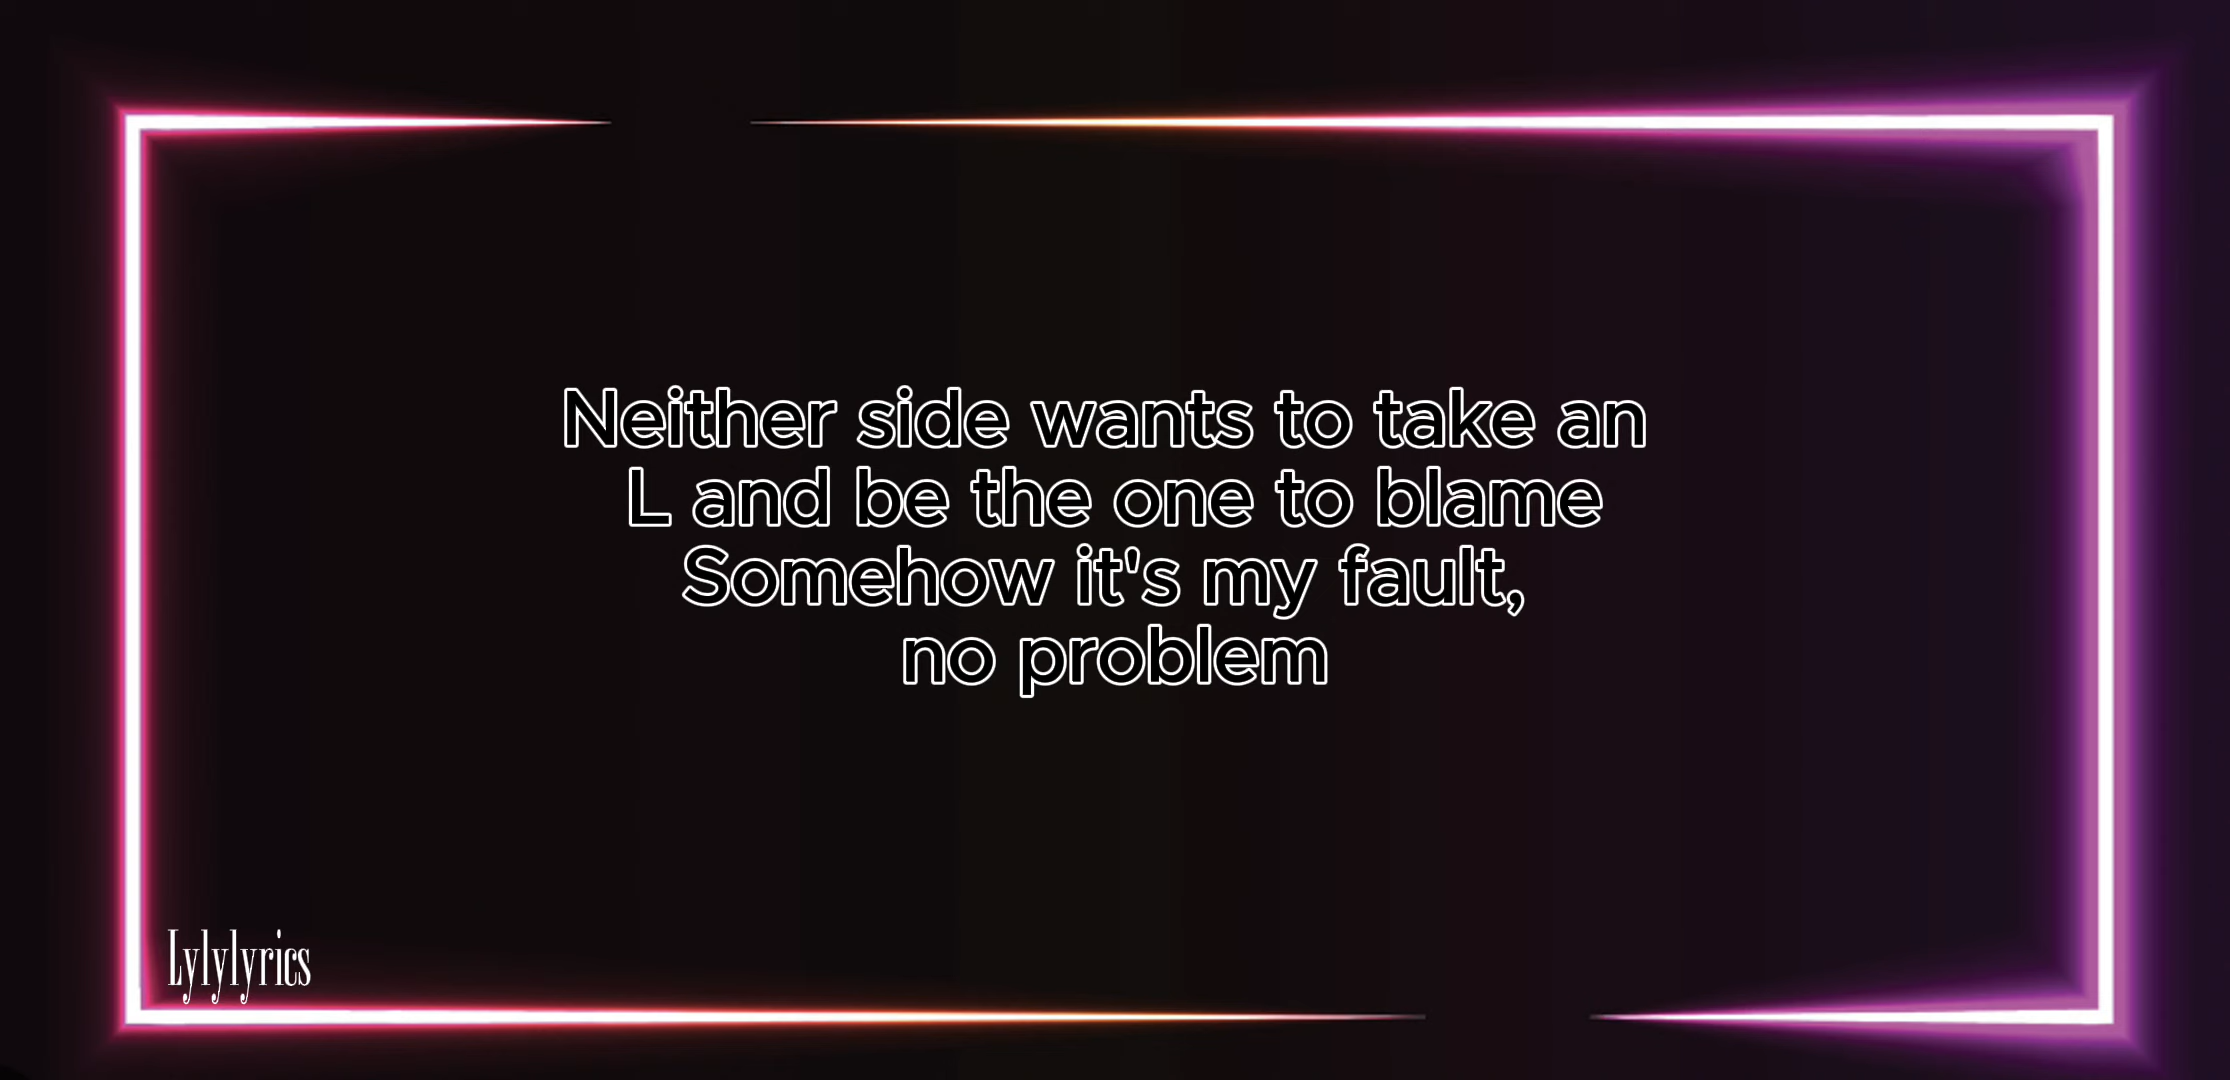 Neither side wants to take an
L and be the one to blame
Somehow it's my fault,
no problem
Lylylyrics